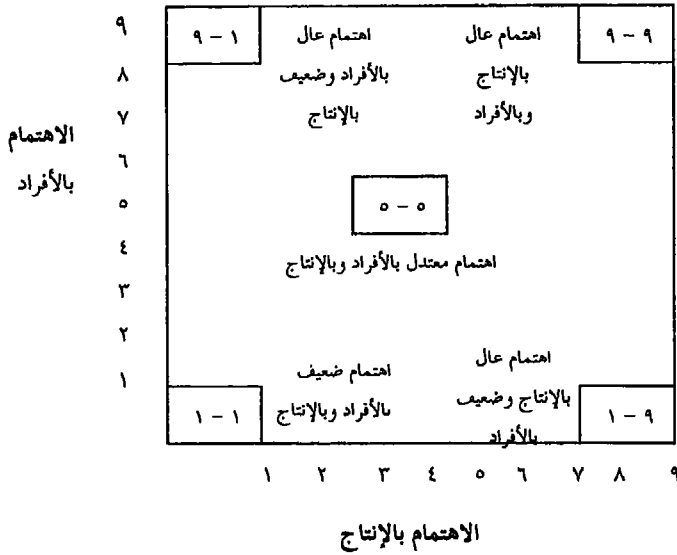 ٩
٨
٧
٦
٥
٤
٣
٢
١
الاهتمام
بالأفراد
٩ – ٩
اهتمام عال
بالإنتاج
وبالأفراد
اهتمام عال
بالأفراد وضعيف
بالإنتاج
١ – ٩
٥ – ٥
اهتمام معتدل بالأفراد وبالإنتاج
٩ – ١
اهتمام عال
بالإنتاج وضعيف
بالأفراد
اهتمام ضعيف
بالأفراد وبالإنتاج
١ – ١
١ ٢ ٣ ٤ ٥ ٦ ٧ ٨ ٩
الاهتمام بالإنتاج